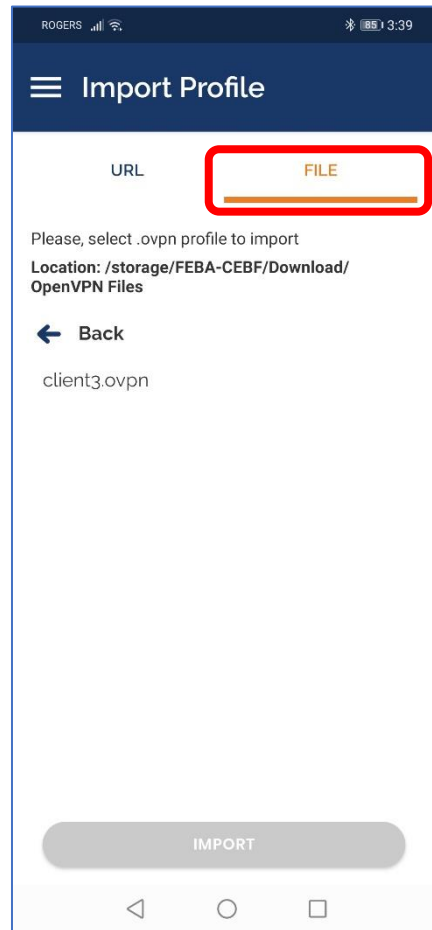 ROGERS 85 3:39
Import Profile
URL FILE
Please, select .ovpn profile to import
Location: /storage/FEBA-CEBF/Download/
OpenVPN Files
Back
client3.ovpn
IMPORT